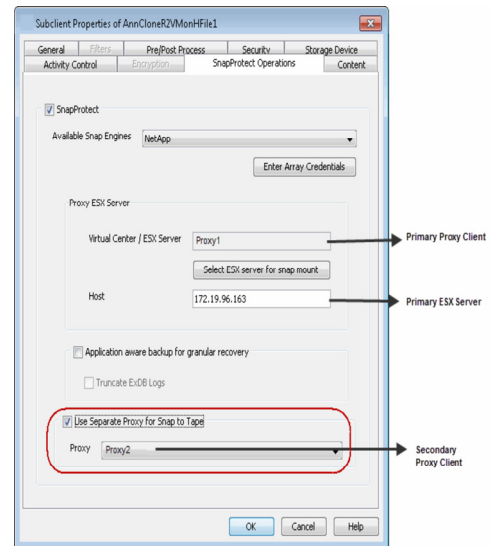 Subclient Properties of AnnCloneR2VMonHFile1
General Filters Pre/Post Process Security Storage Device
Activity Control Encryption SnapProtect Operations Content
SnapProtect
Available Snap Engines NetApp
Enter Array Credentials
Proxy ESX Server
Virtual Center / ESX Server Proxy1
Primary Proxy Client
Select ESX server for snap mount
Host 172.19.96.163
Primary ESX Server
Application aware backup for granular recovery
Truncate ExDB Logs
Use Separate Proxy for Snap to Tape
Proxy Proxy2
Secondary
Proxy Client
OK Cancel Help